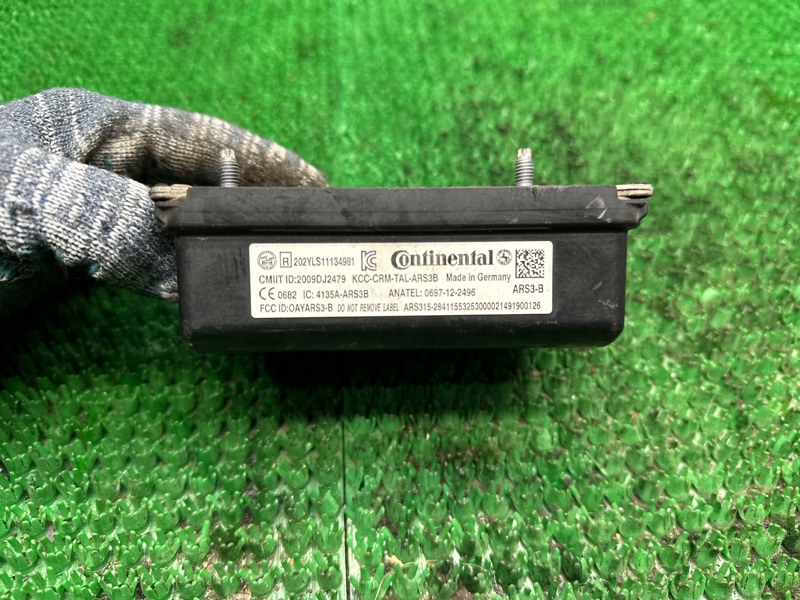 R 202YLS11134981 Continental
CMIIT ID:2009DJ2479 KCC-CRM-TAL-ARS3B Made in Germany
CE 0682 IC: 4135A-ARS3B ANATEL: 0697-12-2496 ARS3-B
FCC ID:OAYARS3-B DO NOT REMOVE LABEL ARS315-2841155325300002149190126